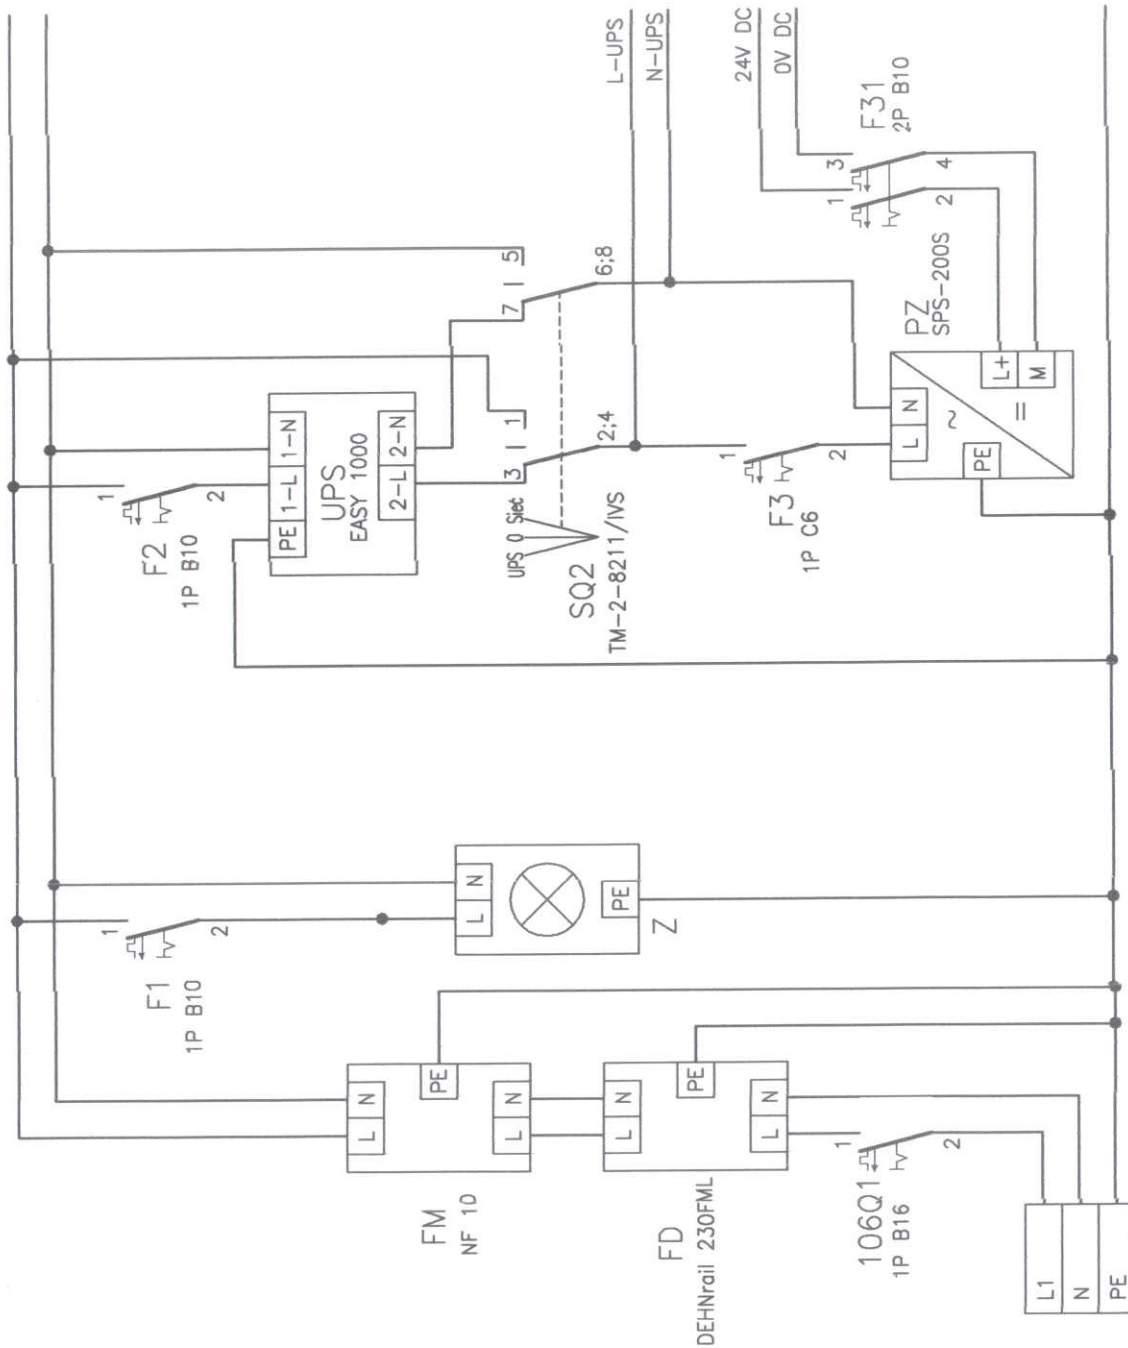 L1
N
PE
106Q1
1P B16
1
2
FD
DEHNrail 230FML
L
N
PE
L
N
FM
NF 10
L
N
PE
L
N
F1
1P B10
1
2
Z
L
N
PE
F2
1P B10
1
2
UPS
EASY 1000
PE
1-L
1-N
2-L
2-N
SQ2
TM-2-8211/IVS
UPS 0 Siec
3
1
2;4
7
5
6;8
L-UPS
N-UPS
F3
1P C6
1
2
PZ
SPS-200S
L
N
PE
~
=
L+
M
F31
2P B10
1
3
2
4
24V DC
0V DC